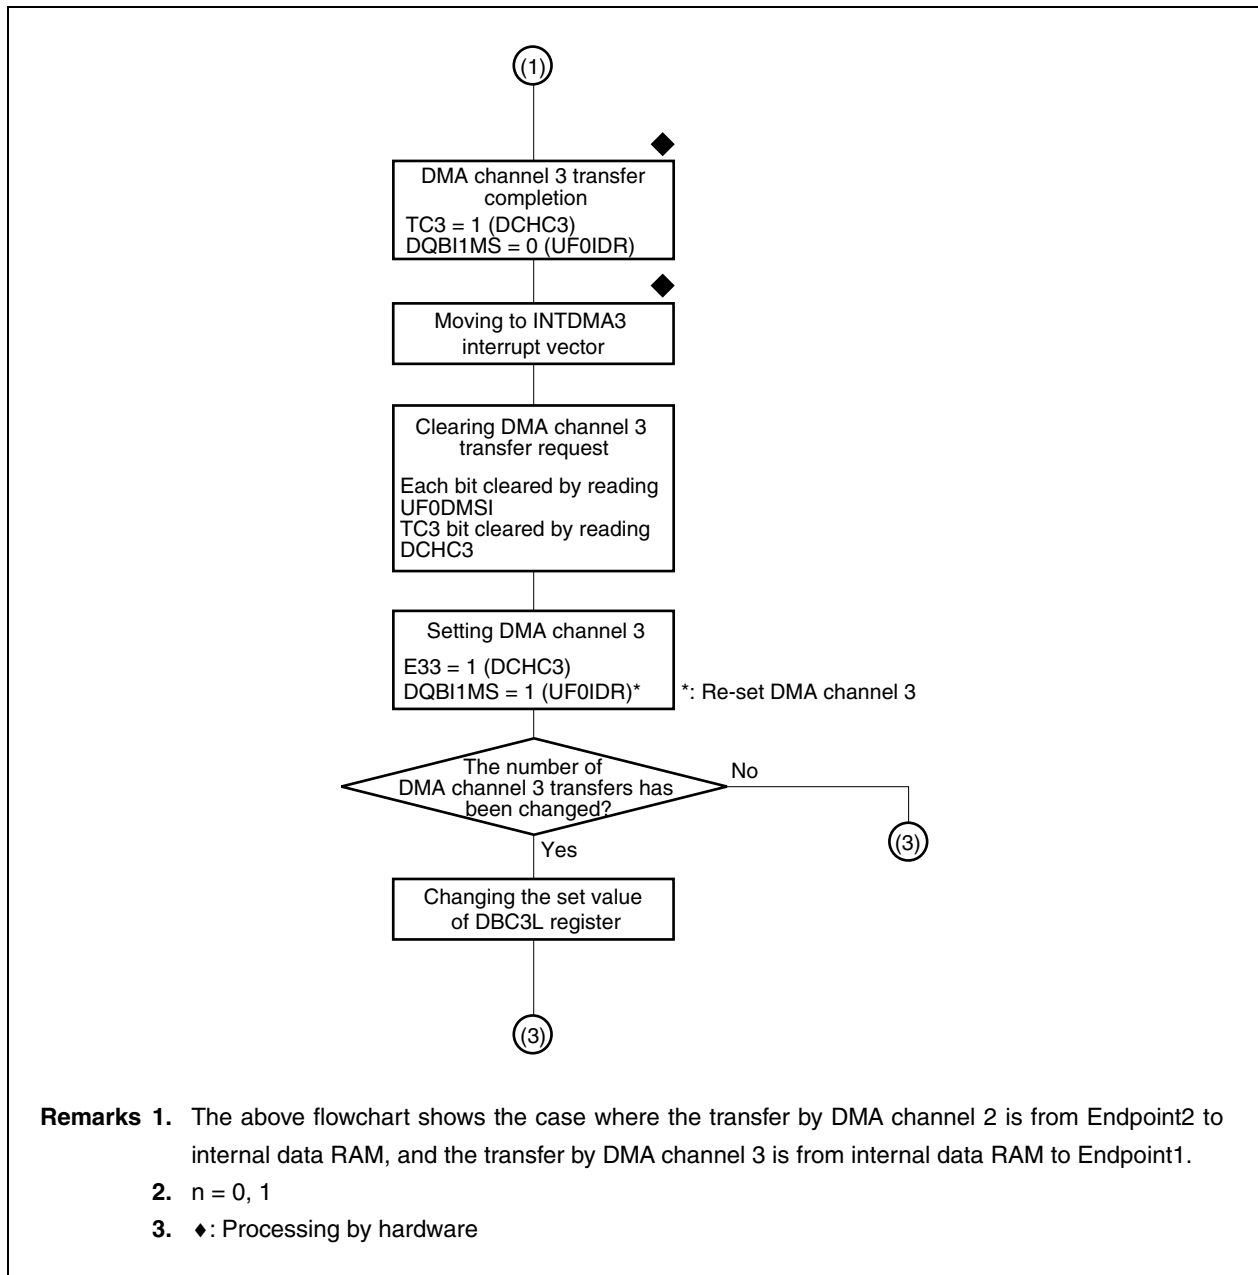 (1)
DMA channel 3 transfer
completion
TC3 = 1 (DCHC3)
DQBI1MS = 0 (UF0IDR)
Moving to INTDMA3
interrupt vector
Clearing DMA channel 3
transfer request
Each bit cleared by reading
UF0DMSI
TC3 bit cleared by reading
DCHC3
Setting DMA channel 3
E33 = 1 (DCHC3)
DQBI1MS = 1 (UF0IDR)* *: Re-set DMA channel 3
The number of
DMA channel 3 transfers has
been changed?
No
(3)
Yes
Changing the set value
of DBC3L register
(3)
Remarks 1. The above flowchart shows the case where the transfer by DMA channel 2 is from Endpoint2 to
internal data RAM, and the transfer by DMA channel 3 is from internal data RAM to Endpoint1.
2. n = 0, 1
3. ♦: Processing by hardware